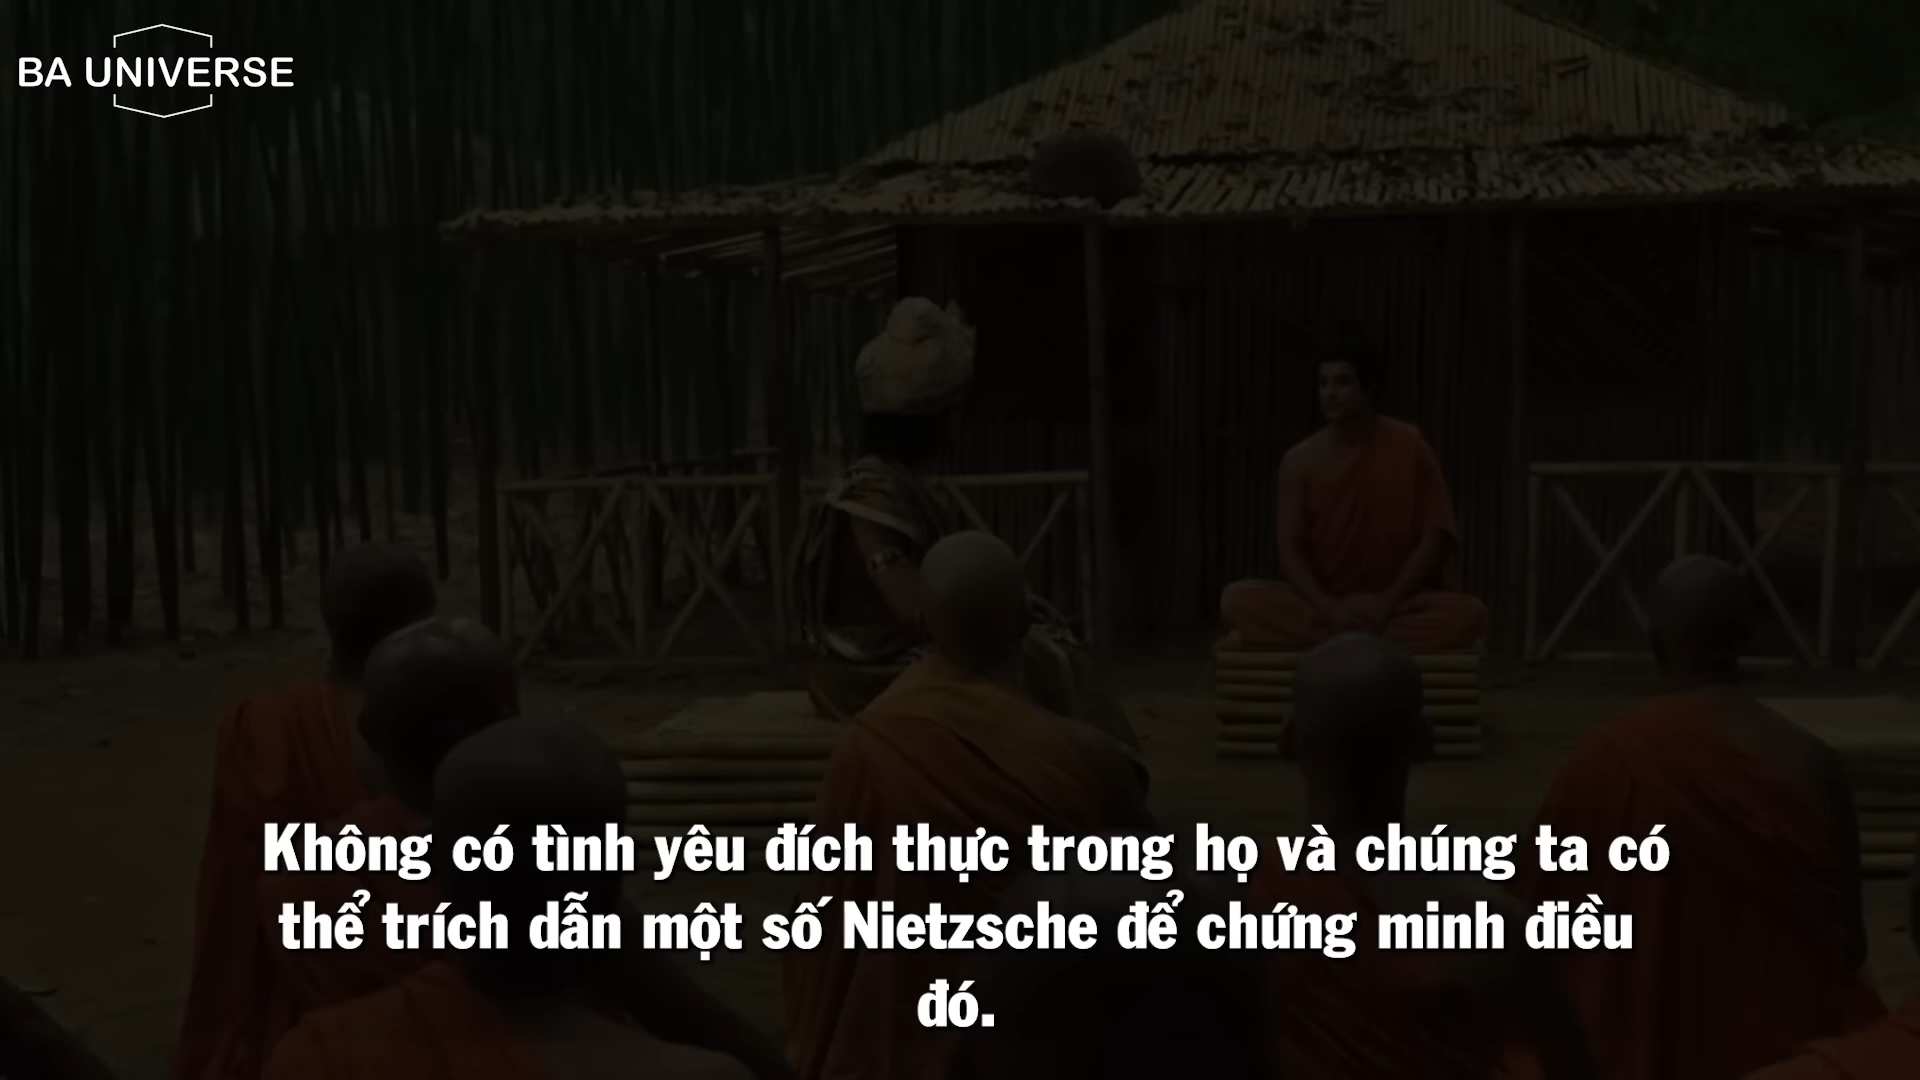 BA UNIVERSE
Không có tình yêu đích thực trong họ và chúng ta có
thể trích dẫn một số Nietzsche để chứng minh điều
đó.